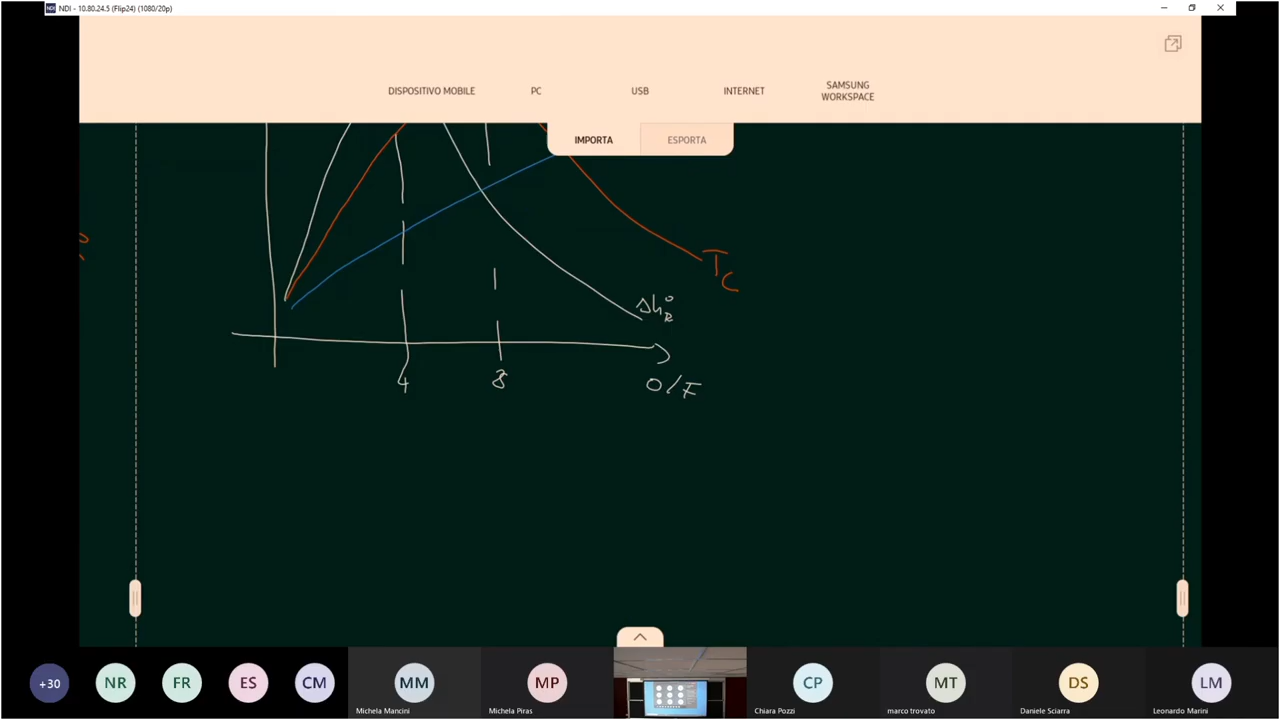 NDI - 10.80.24.5 (Flip24) (1080/20p)
DISPOSITIVO MOBILE
PC
USB
INTERNET
SAMSUNG
WORKSPACE
IMPORTA
ESPORTA
Tc
Δh°R
4
8
O/F
+30
NR
FR
ES
CM
MM
MP
CP
MT
DS
LM
Michela Mancini
Michela Piras
Chiara Pozzi
marco trovato
Daniele Sciarra
Leonardo Marini